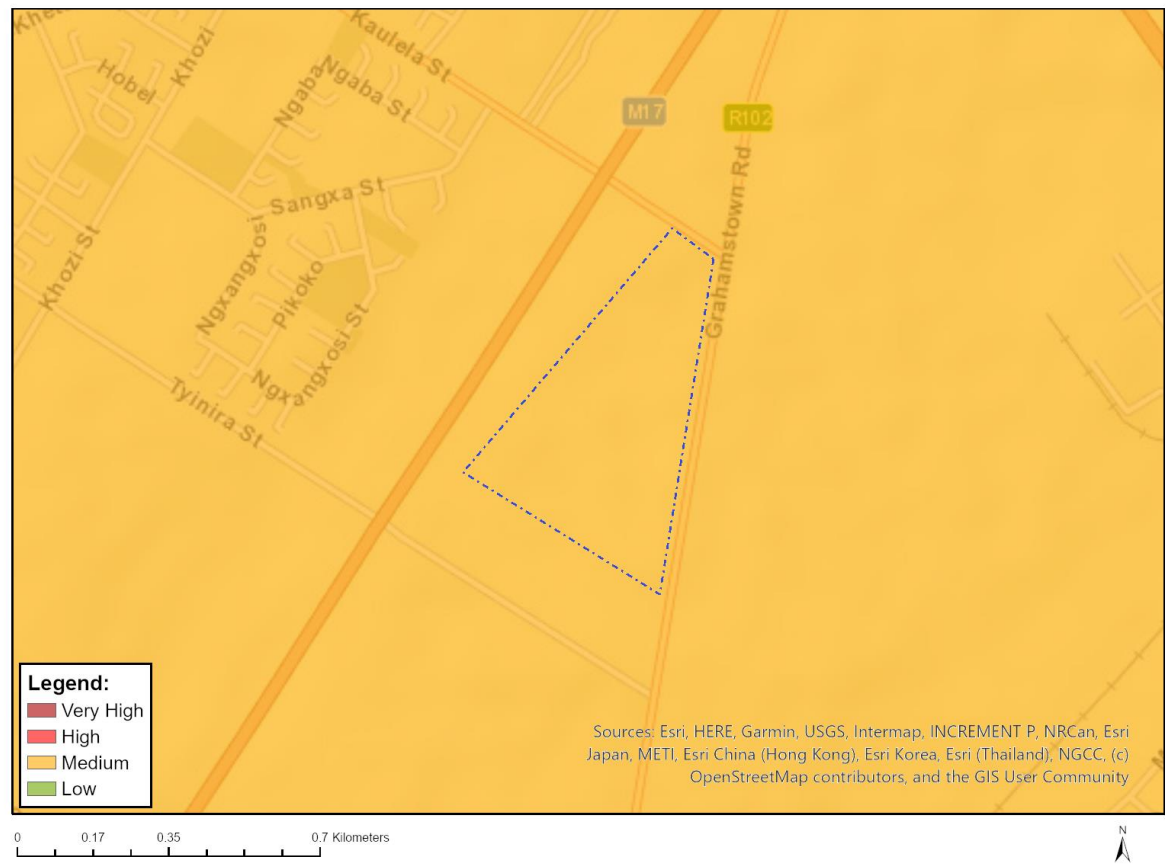 Khozi
Hobel
Kaulela St
Ngaba St
Ngaba
M17
R102
Sangxa St
Grahamstown Rd
Khozi St
Ngxangxosi
Pikoko
Ngxangxosi St
Tyinira St
Legend:
Very High
High
Medium
Low
Sources: Esri, HERE, Garmin, USGS, Intermap, INCREMENT P, NRCan, Esri
Japan, METI, Esri China (Hong Kong), Esri Korea, Esri (Thailand), NGCC, (c)
OpenStreetMap contributors, and the GIS User Community
0 0.17 0.35 0.7 Kilometers
N